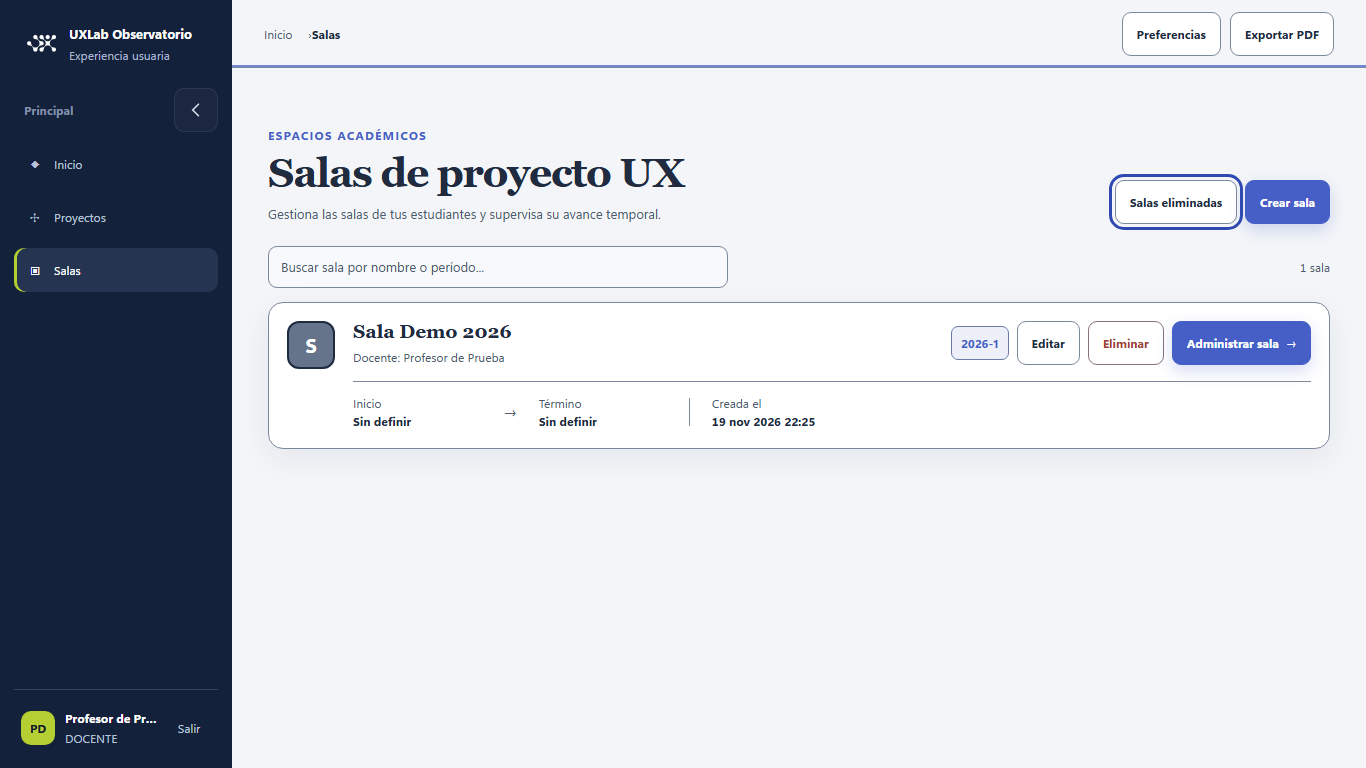 UXLab Observatorio
Experiencia usuaria
Principal
Inicio
Proyectos
Salas
PD
Profesor de Pr...
DOCENTE
Salir
Inicio ›Salas
Preferencias
Exportar PDF
ESPACIOS ACADÉMICOS
Salas de proyecto UX
Gestiona las salas de tus estudiantes y supervisa su avance temporal.
Salas eliminadas
Crear sala
Buscar sala por nombre o período...
1 sala
S
Sala Demo 2026
Docente: Profesor de Prueba
2026-1
Editar
Eliminar
Administrar sala →
Inicio
Sin definir
→
Término
Sin definir
Creada el
19 nov 2026 22:25